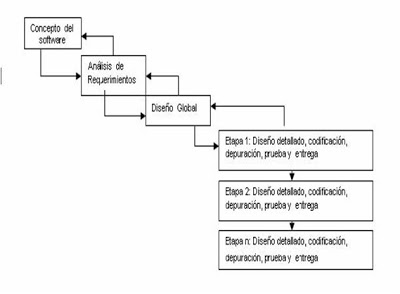 Concepto del
software
Análisis de
Requerimientos
Diseño Global
Etapa 1: Diseño detallado, codificación,
depuración, prueba y entrega
Etapa 2: Diseño detallado, codificación,
depuración, prueba y entrega
Etapa n: Diseño detallado, codificación,
depuración, prueba y entrega